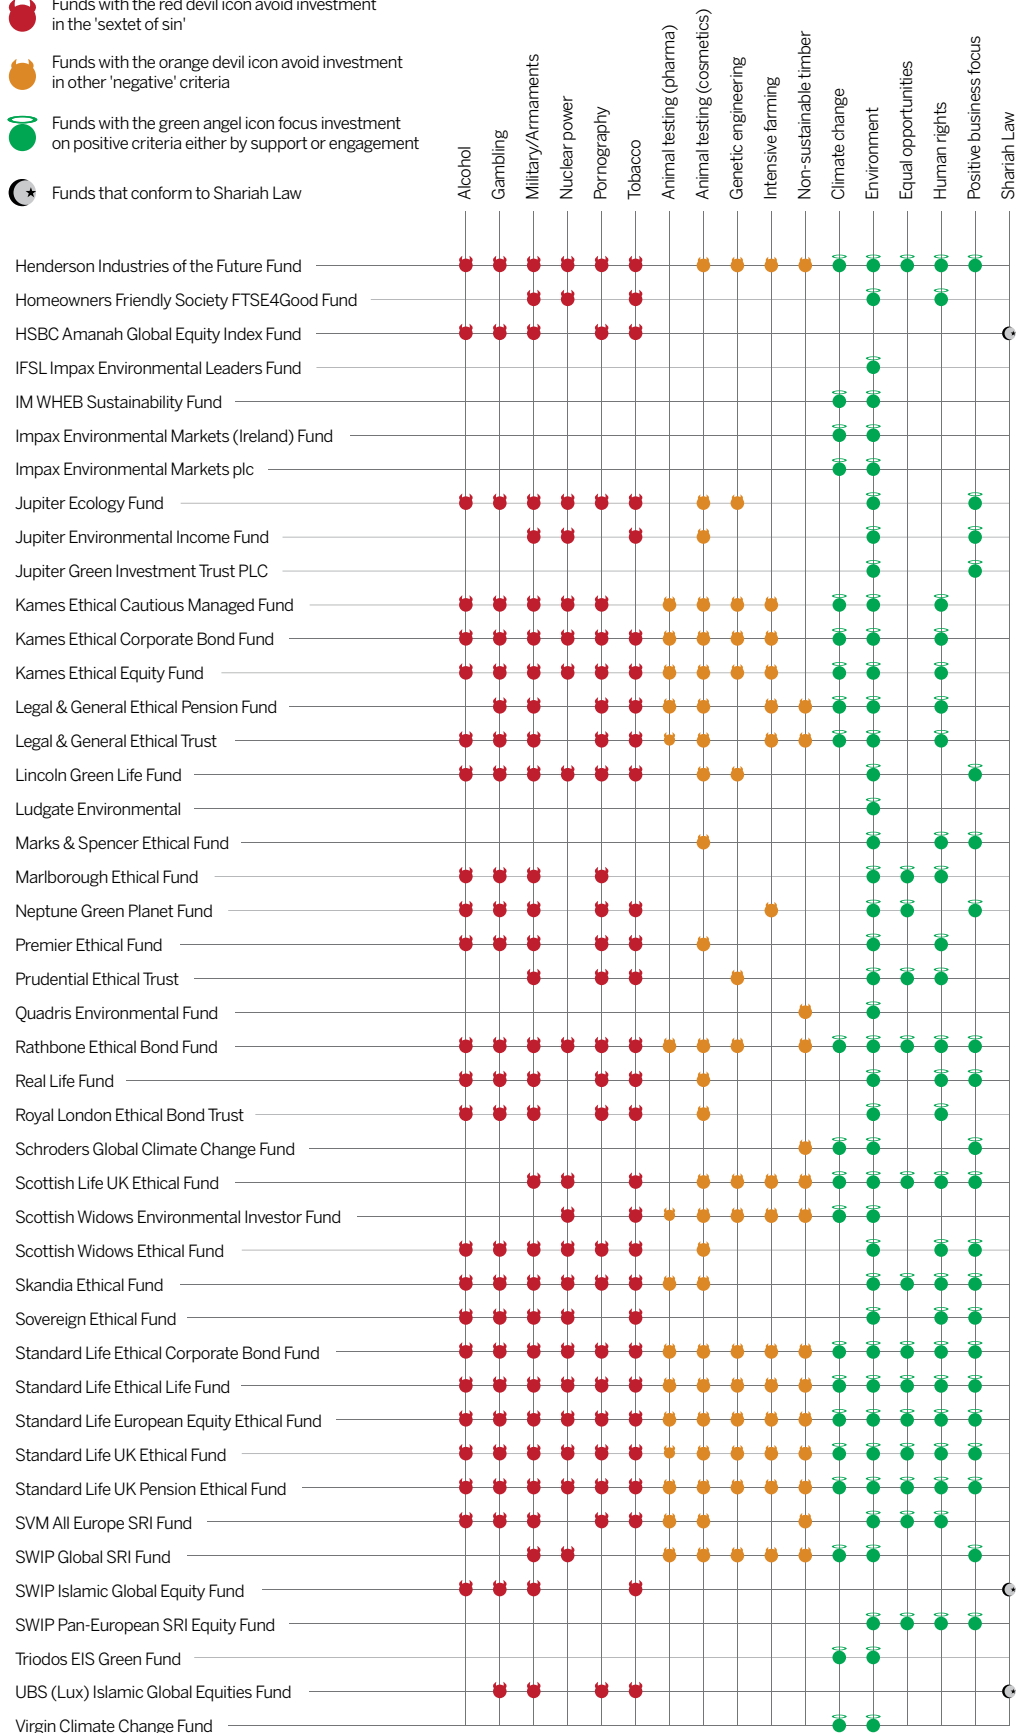 Funds with the red devil icon avoid investment
in the 'sextet of sin'
Funds with the orange devil icon avoid investment
in other 'negative' criteria
Funds with the green angel icon focus investment
on positive criteria either by support or engagement
Funds that conform to Shariah Law
Alcohol
Gambling
Military/Armaments
Nuclear power
Pornography
Tobacco
Animal testing (pharma)
Animal testing (cosmetics)
Genetic engineering
Intensive farming
Non-sustainable timber
Climate change
Environment
Equal opportunities
Human rights
Positive business focus
Shariah Law
Henderson Industries of the Future Fund
Homeowners Friendly Society FTSE4Good Fund
HSBC Amanah Global Equity Index Fund
IFSL Impax Environmental Leaders Fund
IM WHEB Sustainability Fund
Impax Environmental Markets (Ireland) Fund
Impax Environmental Markets plc
Jupiter Ecology Fund
Jupiter Environmental Income Fund
Jupiter Green Investment Trust PLC
Kames Ethical Cautious Managed Fund
Kames Ethical Corporate Bond Fund
Kames Ethical Equity Fund
Legal & General Ethical Pension Fund
Legal & General Ethical Trust
Lincoln Green Life Fund
Ludgate Environmental
Marks & Spencer Ethical Fund
Marlborough Ethical Fund
Neptune Green Planet Fund
Premier Ethical Fund
Prudential Ethical Trust
Quadris Environmental Fund
Rathbone Ethical Bond Fund
Real Life Fund
Royal London Ethical Bond Trust
Schroders Global Climate Change Fund
Scottish Life UK Ethical Fund
Scottish Widows Environmental Investor Fund
Scottish Widows Ethical Fund
Skandia Ethical Fund
Sovereign Ethical Fund
Standard Life Ethical Corporate Bond Fund
Standard Life Ethical Life Fund
Standard Life European Equity Ethical Fund
Standard Life UK Ethical Fund
Standard Life UK Pension Ethical Fund
SVM All Europe SRI Fund
SWIP Global SRI Fund
SWIP Islamic Global Equity Fund
SWIP Pan-European SRI Equity Fund
Triodos EIS Green Fund
UBS (Lux) Islamic Global Equities Fund
Virgin Climate Change Fund